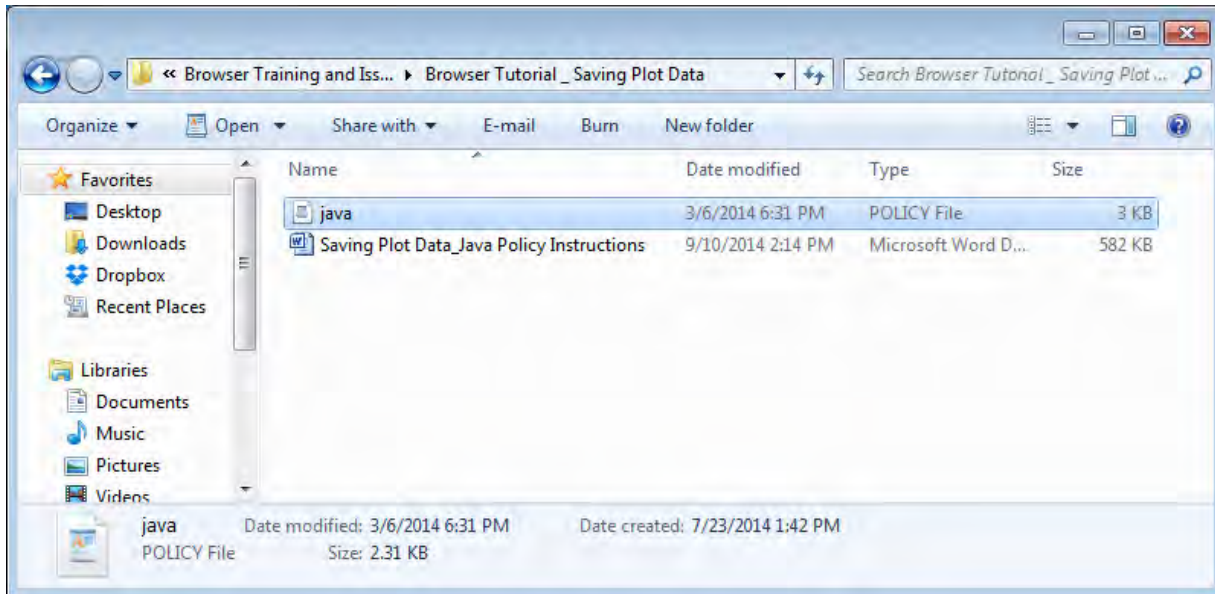 « Browser Training and Iss... ▸ Browser Tutorial _ Saving Plot Data
Search Browser Tutorial _ Saving Plot ...
Organize Open Share with E-mail Burn New folder
Name Date modified Type Size
Favorites
Desktop
Downloads
Dropbox
Recent Places
Libraries
Documents
Music
Pictures
Videos
java 3/6/2014 6:31 PM POLICY File 3 KB
Saving Plot Data_Java Policy Instructions 9/10/2014 2:14 PM Microsoft Word D... 582 KB
java Date modified: 3/6/2014 6:31 PM Date created: 7/23/2014 1:42 PM
POLICY File Size: 2.31 KB